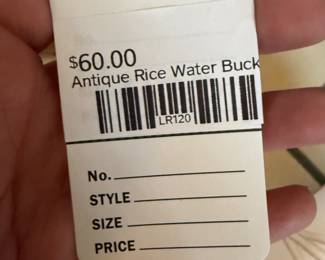 $60.00
Antique Rice Water Buck
LR120
No.
STYLE
SIZE
PRICE